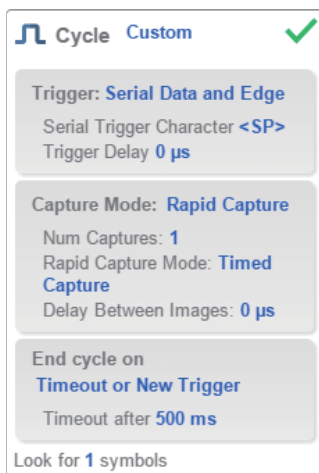 Cycle Custom
Trigger: Serial Data and Edge
Serial Trigger Character <SP>
Trigger Delay 0 µs
Capture Mode: Rapid Capture
Num Captures: 1
Rapid Capture Mode: Timed
Capture
Delay Between Images: 0 µs
End cycle on
Timeout or New Trigger
Timeout after 500 ms
Look for 1 symbols